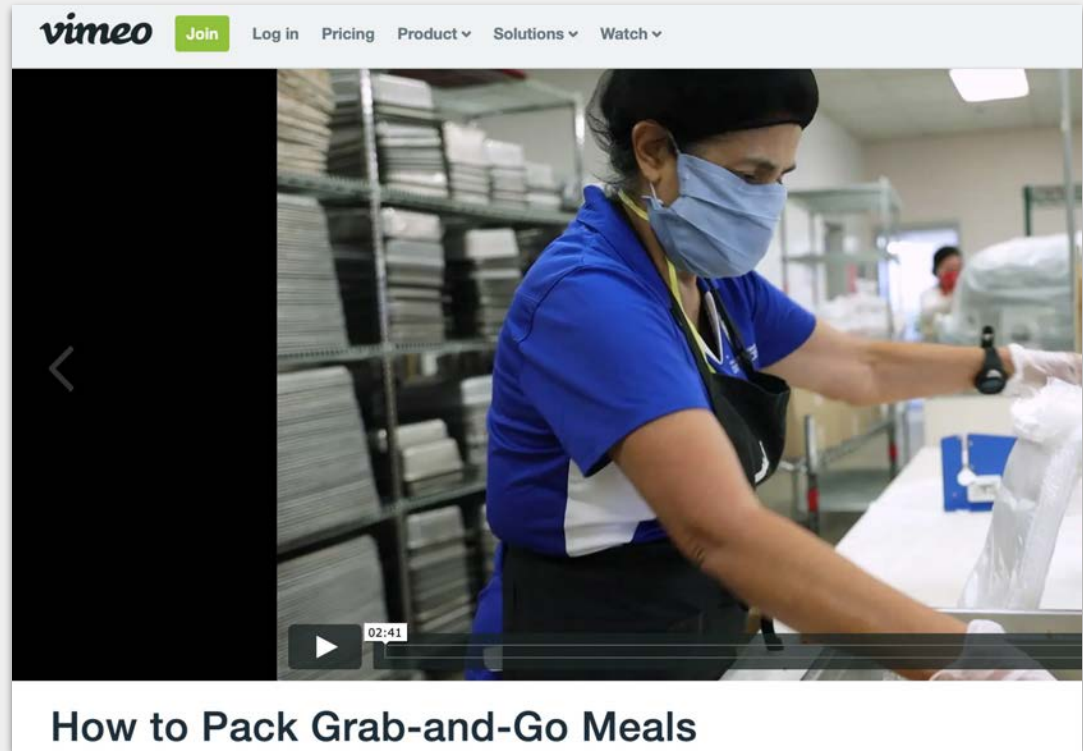 vimeo Join Log in Pricing Product Solutions Watch
02:41
How to Pack Grab-and-Go Meals